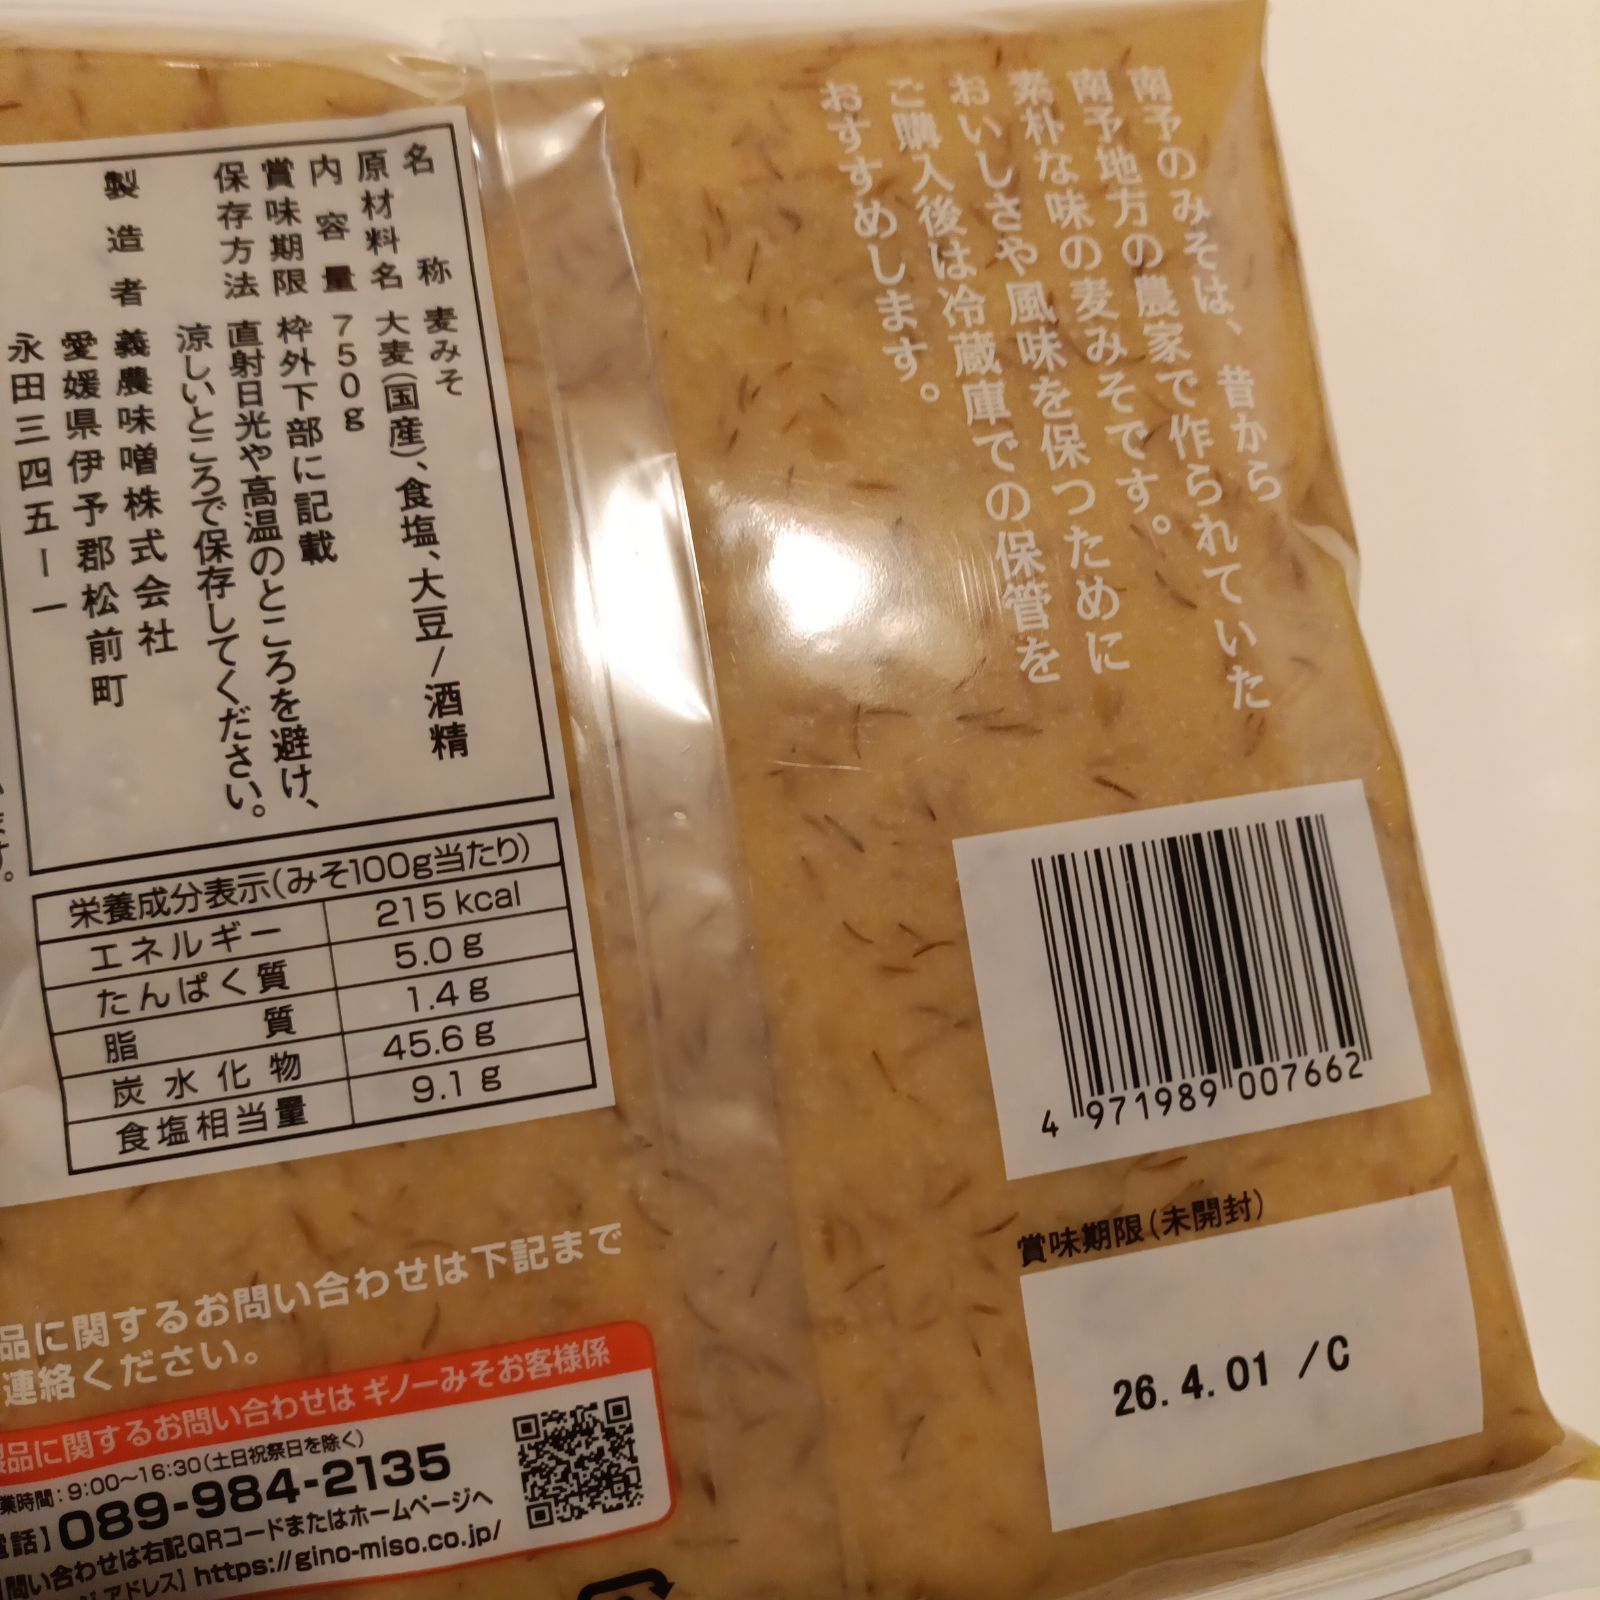 南予のみそは、昔から
南予地方の農家で作られていた
素朴な味の麦みそです。
おいしさや風味を保つために
ご購入後は冷蔵庫での保管を
おすすめします。
名称 麦みそ
原材料名 大麦(国産)、食塩、大豆/酒精
内容量 750g
賞味期限 枠外下部に記載
保存方法 直射日光や高温のところを避け、
涼しいところで保存してください。
製造者 義農味噌株式会社
愛媛県伊予郡松前町
永田三四五ー一
ます。
栄養成分表示(みそ100g当たり)
エネルギー 215 kcal
たんぱく質 5.0 g
脂質 1.4 g
炭水化物 45.6 g
食塩相当量 9.1 g
4 971989 007662
賞味期限(未開封)
26.4.01 /C
品に関するお問い合わせは下記まで
連絡ください。
製品に関するお問い合わせは ギノーみそお客様係
業時間:9:00〜16:30(土日祝祭日を除く)
電話】089-984-2135
問い合わせは右記QRコードまたはホームページへ
アドレス】https://gino-miso.co.jp/